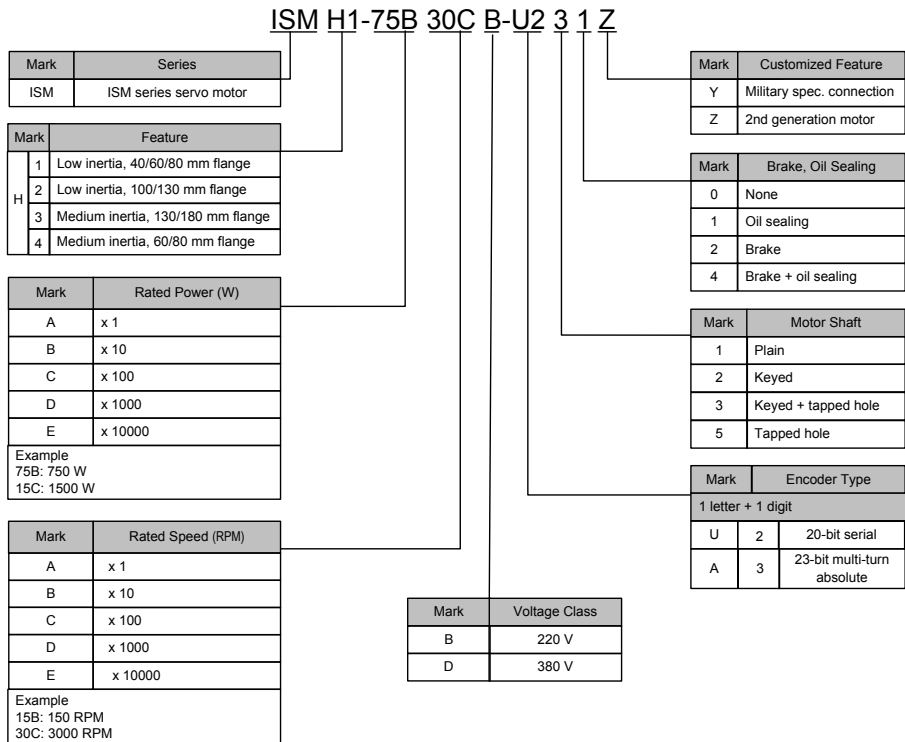 ISM H1-75B 30C B-U2 3 1 Z
Mark Series
ISM ISM series servo motor
Mark Feature
H
1 Low inertia, 40/60/80 mm flange
2 Low inertia, 100/130 mm flange
3 Medium inertia, 130/180 mm flange
4 Medium inertia, 60/80 mm flange
Mark Rated Power (W)
A x 1
B x 10
C x 100
D x 1000
E x 10000
Example
75B: 750 W
15C: 1500 W
Mark Rated Speed (RPM)
A x 1
B x 10
C x 100
D x 1000
E x 10000
Example
15B: 150 RPM
30C: 3000 RPM
Mark Voltage Class
B 220 V
D 380 V
Mark Customized Feature
Y Military spec. connection
Z 2nd generation motor
Mark Brake, Oil Sealing
0 None
1 Oil sealing
2 Brake
4 Brake + oil sealing
Mark Motor Shaft
1 Plain
2 Keyed
3 Keyed + tapped hole
5 Tapped hole
Mark Encoder Type
1 letter + 1 digit
U 2 20-bit serial
A 3 23-bit multi-turn
absolute